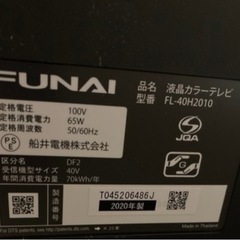 FUNAI
品名 液晶カラーテレビ
型番 FL-40H2010
定格電圧: 100V
定格消費電力: 65W
定格周波数: 50/60Hz
PS
E
JQA
船井電機株式会社
区分名: DF2
受信機型サイズ: 40V
年間消費電力量: 70kWh/年
T045206486J
2020年製